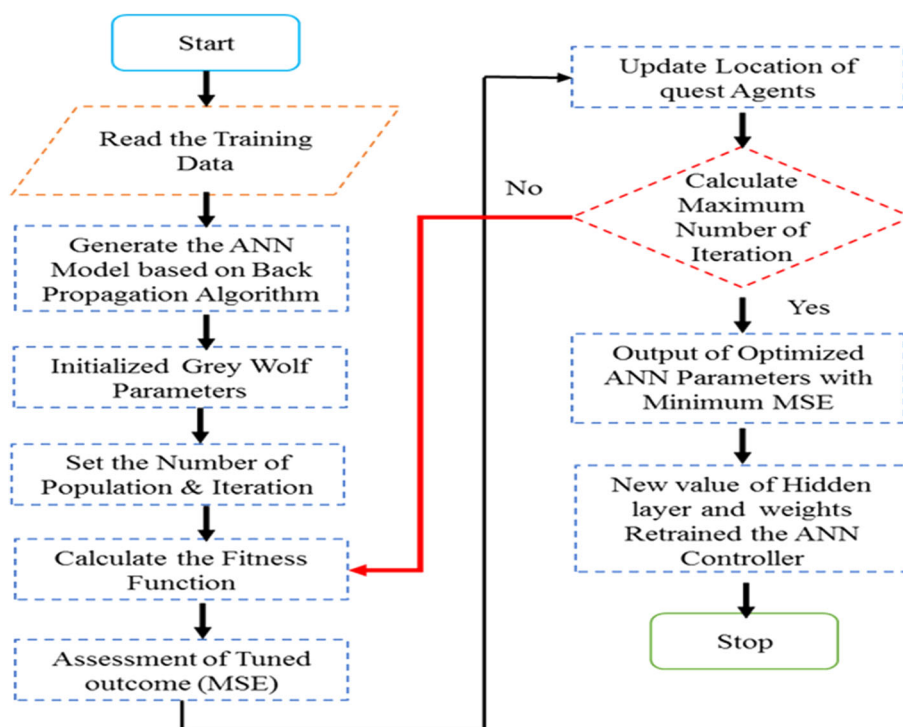 Start
Read the Training
Data
Generate the ANN
Model based on Back
Propagation Algorithm
Initialized Grey Wolf
Parameters
Set the Number of
Population & Iteration
Calculate the Fitness
Function
Assessment of Tuned
outcome (MSE)
Update Location of
quest Agents
Calculate
Maximum
Number of
Iteration
No
Yes
Output of Optimized
ANN Parameters with
Minimum MSE
New value of Hidden
layer and weights
Retrained the ANN
Controller
Stop